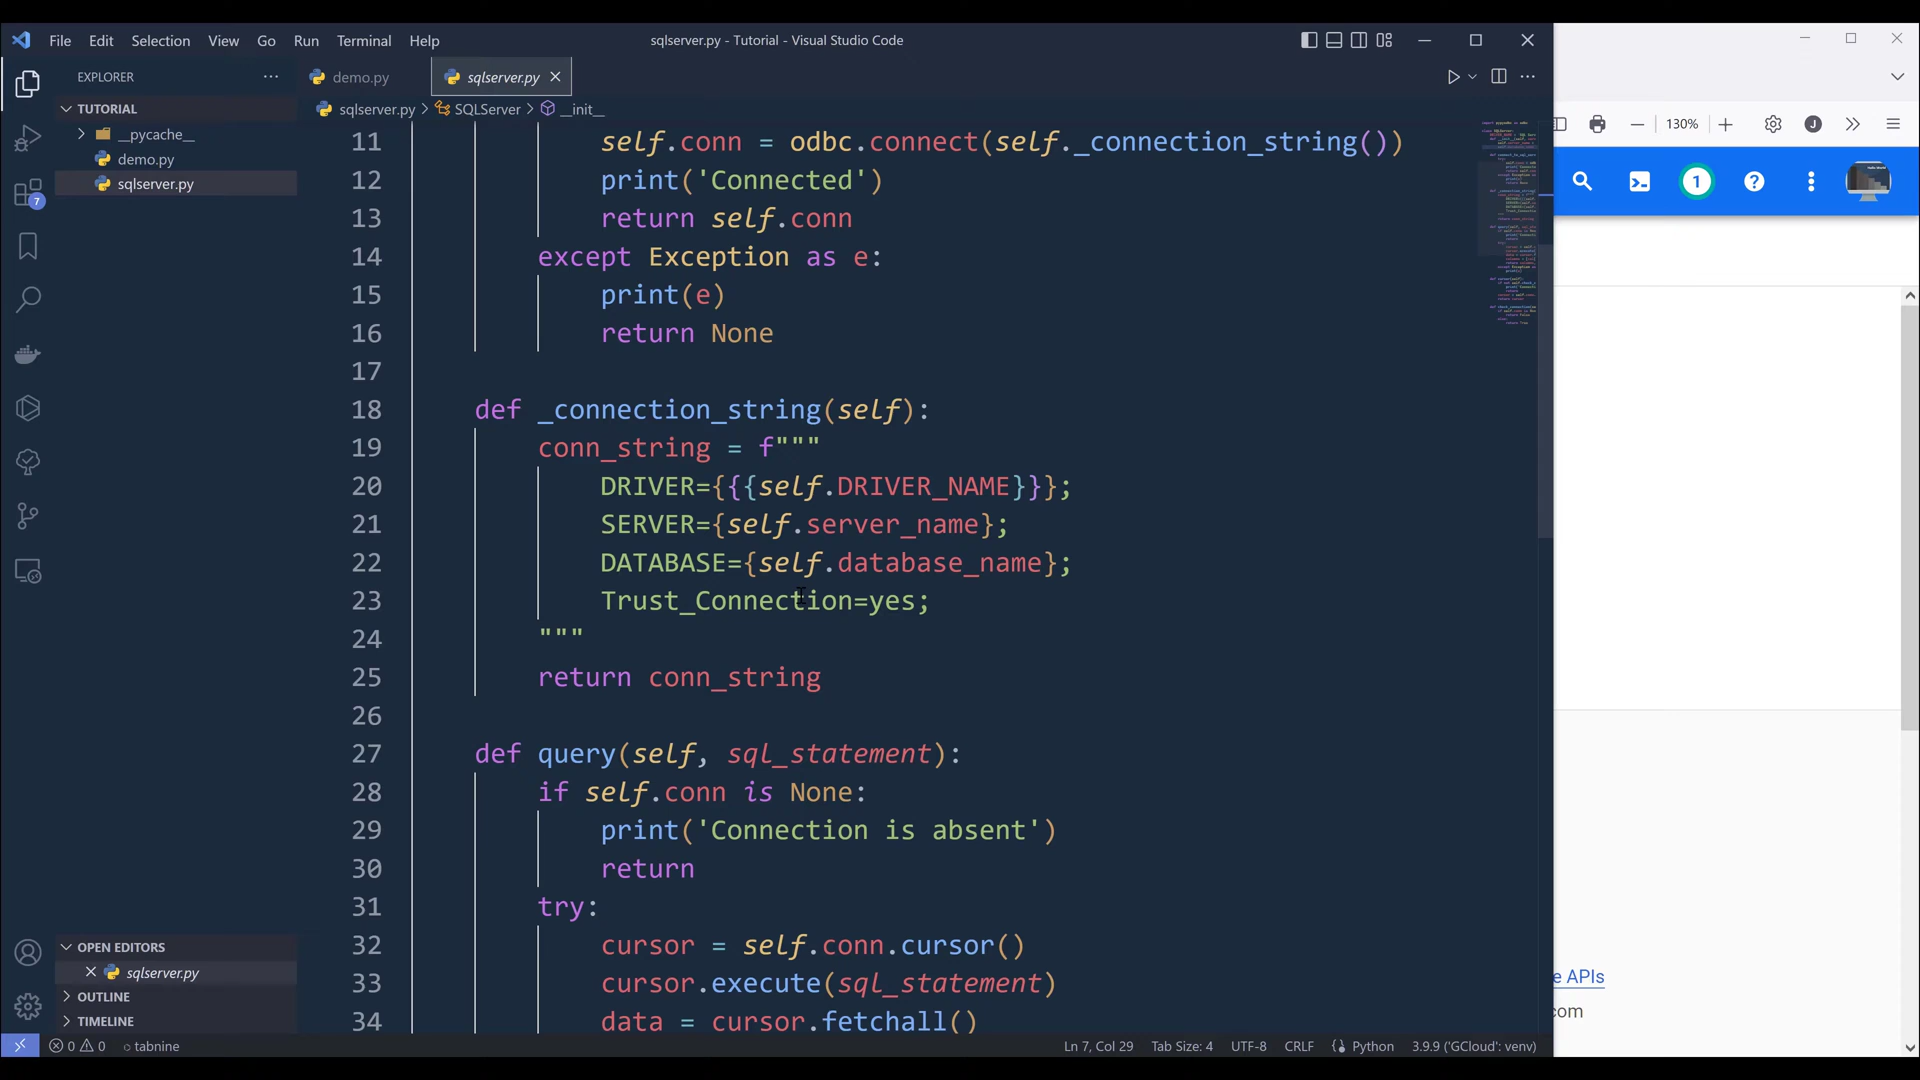 File Edit Selection View Go Run Terminal Help
sqlserver.py - Tutorial - Visual Studio Code
EXPLORER
TUTORIAL
__pycache__
demo.py
sqlserver.py
7
demo.py
sqlserver.py
sqlserver.py > SQLServer > __init__
11 self.conn = odbc.connect(self._connection_string())
12 print('Connected')
13 return self.conn
14 except Exception as e:
15 print(e)
16 return None
17
18 def _connection_string(self):
19 conn_string = f"""
20 DRIVER={{{self.DRIVER_NAME}}};
21 SERVER={self.server_name};
22 DATABASE={self.database_name};
23 Trust_Connection=yes;
24 """
25 return conn_string
26
27 def query(self, sql_statement):
28 if self.conn is None:
29 print('Connection is absent')
30 return
31 try:
32 cursor = self.conn.cursor()
33 cursor.execute(sql_statement)
34 data = cursor.fetchall()
OPEN EDITORS
sqlserver.py
OUTLINE
TIMELINE
0 0 tabnine
Ln 7, Col 29 Tab Size: 4 UTF-8 CRLF Python 3.9.9 ('GCloud': venv)
130%
J
1
e APIs
com